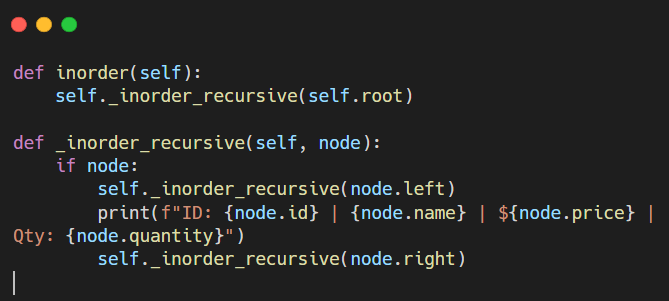 def inorder(self):
    self._inorder_recursive(self.root)

def _inorder_recursive(self, node):
    if node:
        self._inorder_recursive(node.left)
        print(f"ID: {node.id} | {node.name} | ${node.price} |
Qty: {node.quantity}")
        self._inorder_recursive(node.right)